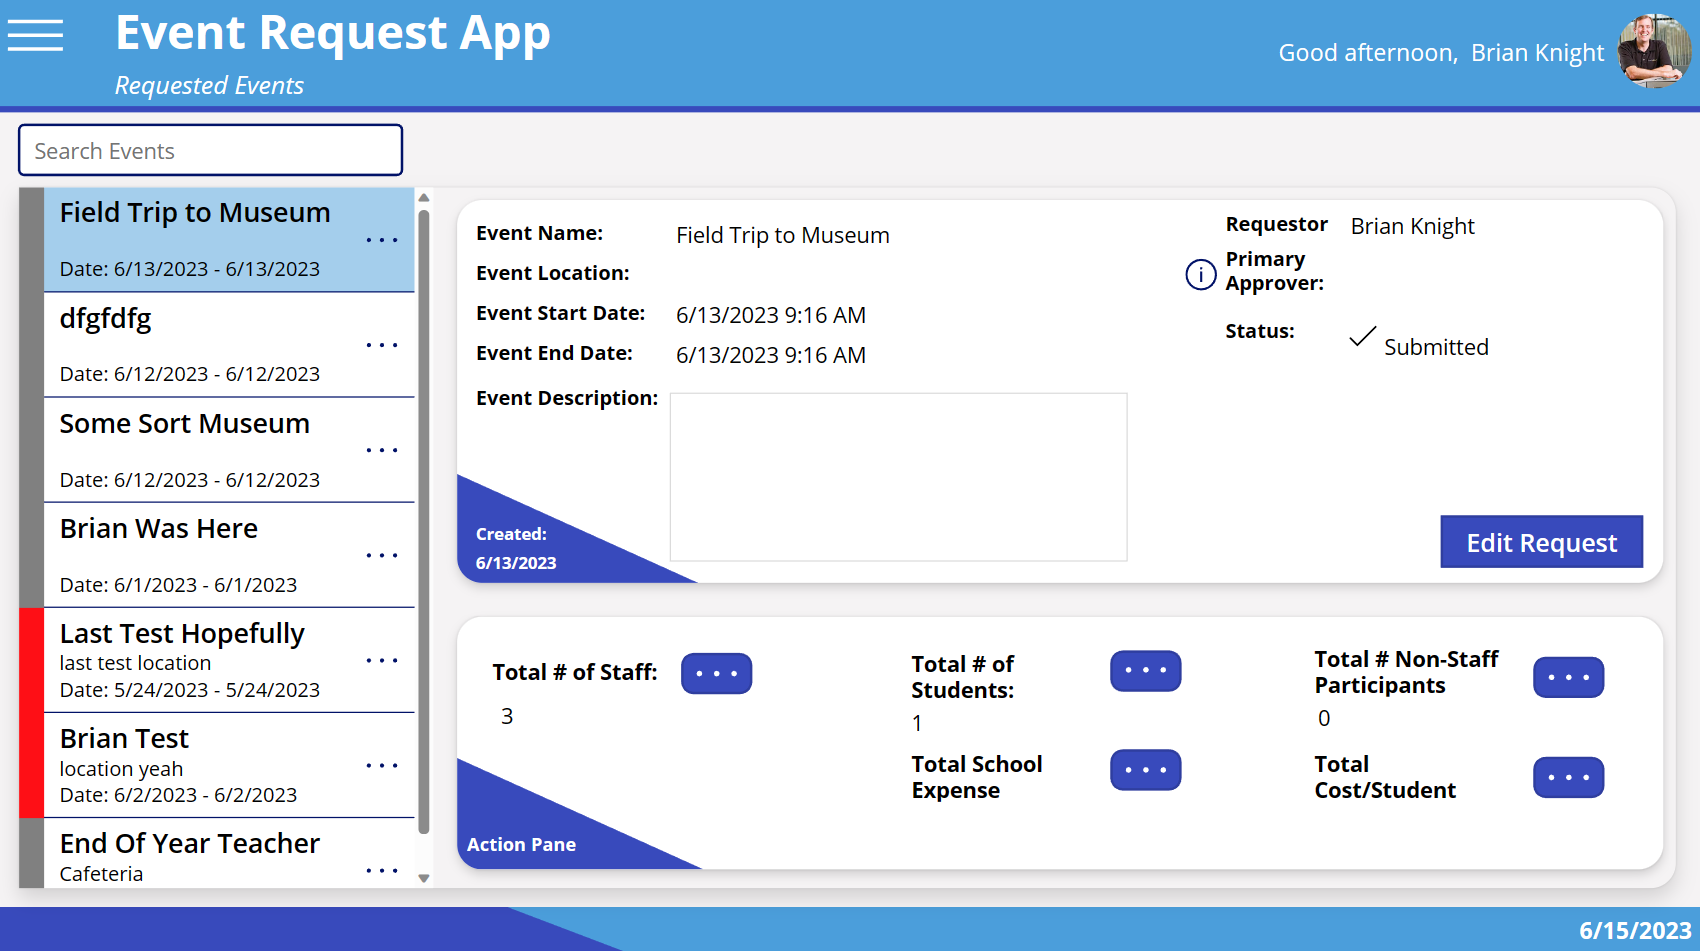 Event Request App
Requested Events
Good afternoon, Brian Knight
Search Events
Field Trip to Museum
...
Date: 6/13/2023 - 6/13/2023
dfgfdfg
...
Date: 6/12/2023 - 6/12/2023
Some Sort Museum
...
Date: 6/12/2023 - 6/12/2023
Brian Was Here
...
Date: 6/1/2023 - 6/1/2023
Last Test Hopefully
last test location
...
Date: 5/24/2023 - 5/24/2023
Brian Test
location yeah
...
Date: 6/2/2023 - 6/2/2023
End Of Year Teacher
Cafeteria
...
Event Name: Field Trip to Museum
Event Location:
Event Start Date: 6/13/2023 9:16 AM
Event End Date: 6/13/2023 9:16 AM
Event Description:
Created:
6/13/2023
Requestor Brian Knight
i
Primary
Approver:
Status: Submitted
Edit Request
Total # of Staff:
...
3
Total # of
Students:
...
1
Total # Non-Staff
Participants
...
0
Total School
Expense
...
Total
Cost/Student
...
Action Pane
6/15/2023